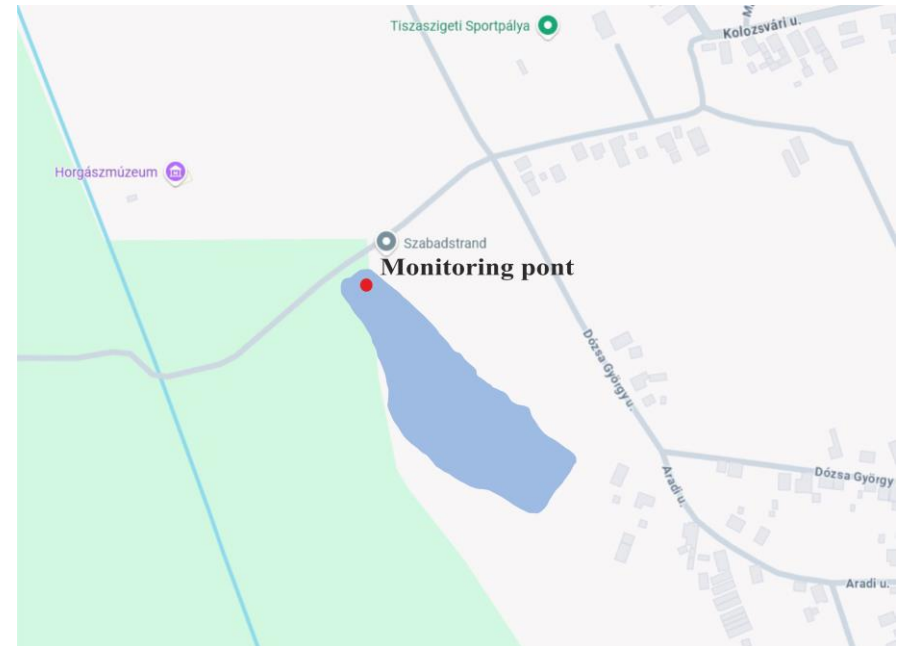 Tiszaszigeti Sportpálya
Kolozsvári u.
Horgászmúzeum
Szabadstrand
Monitoring pont
Dózsa György u.
Dózsa György
Aradi u.
Aradi u.